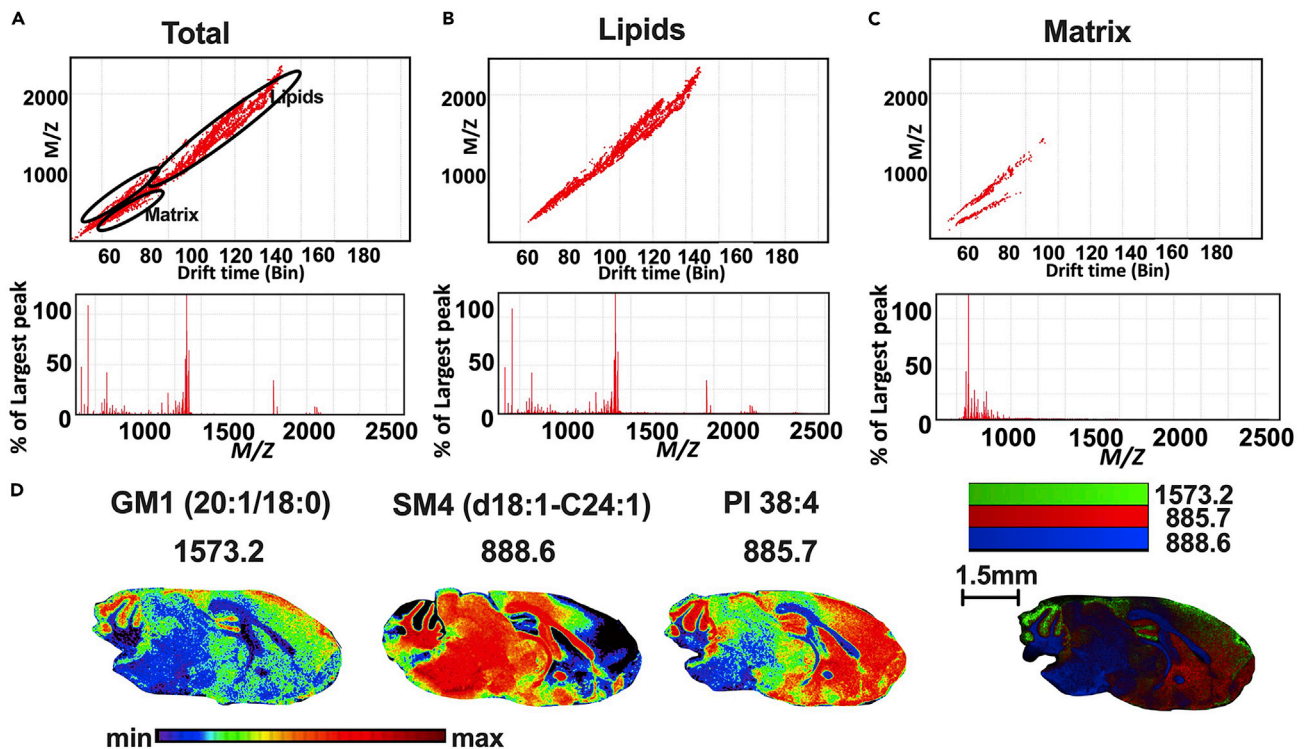 A
Total
2000
M/Z
1000
Lipids
Matrix
60 80 100 120 140 160 180
Drift time (Bin)
% of Largest peak
100
50
0
1000 1500 2000 2500
M/Z
B
Lipids
2000
M/Z
1000
60 80 100 120 140 160 180
Drift time (Bin)
% of Largest peak
100
50
0
1000 1500 2000 2500
M/Z
C
Matrix
2000
M/Z
1000
60 80 100 120 140 160 180
Drift time (Bin)
% of Largest peak
100
50
0
1000 1500 2000 2500
M/Z
D
GM1 (20:1/18:0)
1573.2
SM4 (d18:1-C24:1)
888.6
PI 38:4
885.7
1573.2
885.7
888.6
1.5mm
min max